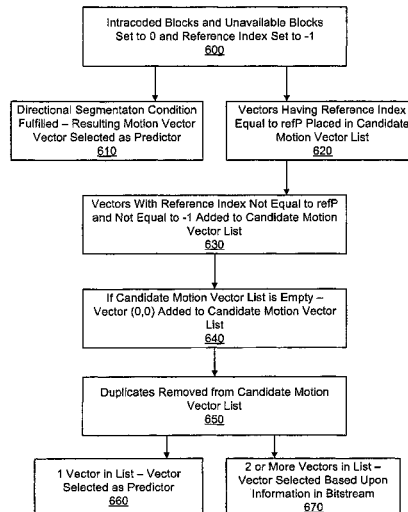 Intracoded Blocks and Unavailable Blocks
Set to 0 and Reference Index Set to -1
600
Directional Segmentaton Condition
Fulfilled – Resulting Motion Vector
Vector Selected as Predictor
610
Vectors Having Reference Index
Equal to refP Placed in Candidate
Motion Vector List
620
Vectors With Reference Index Not Equal to refP
and Not Equal to -1 Added to Candidate Motion
Vector List
630
If Candidate Motion Vector List is Empty –
Vector (0,0) Added to Candidate Motion Vector
List
640
Duplicates Removed from Candidate Motion
Vector List
650
1 Vector in List – Vector
Selected as Predictor
660
2 or More Vectors in List –
Vector Selected Based Upon
Information in Bitstream
670